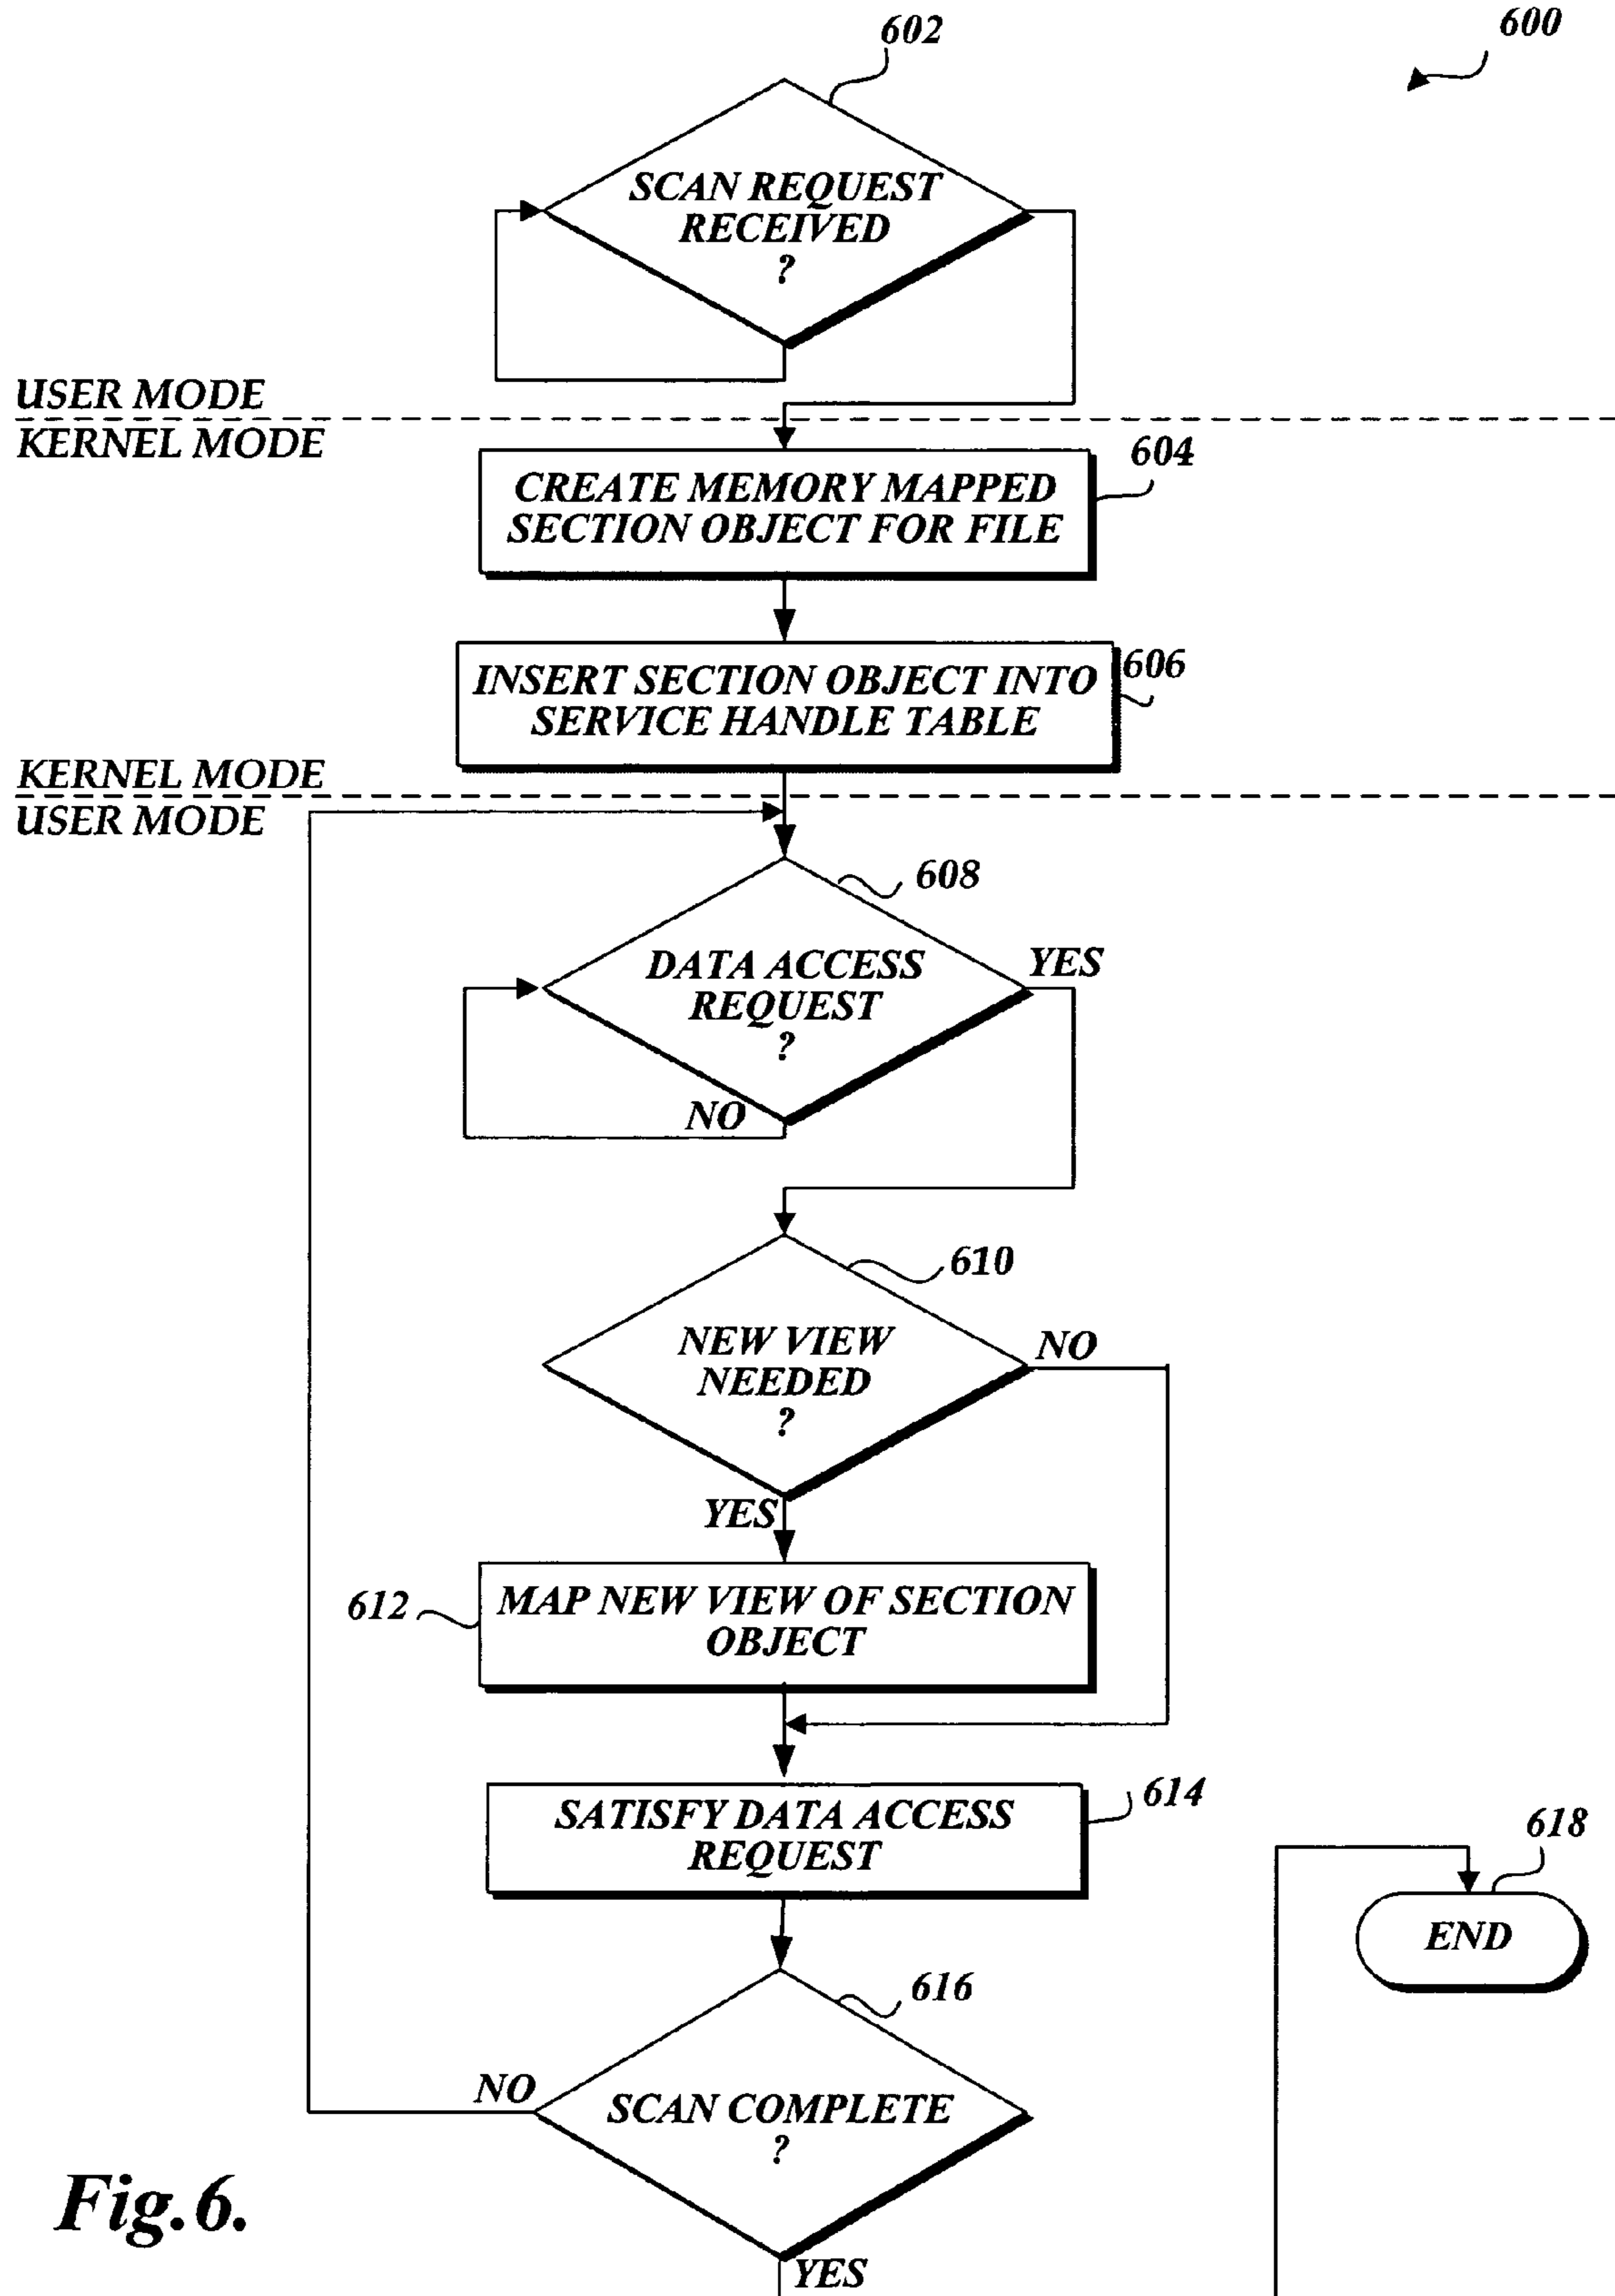 600
602
SCAN REQUEST
RECEIVED
?
USER MODE
KERNEL MODE
604
CREATE MEMORY MAPPED
SECTION OBJECT FOR FILE
606
INSERT SECTION OBJECT INTO
SERVICE HANDLE TABLE
KERNEL MODE
USER MODE
608
DATA ACCESS
REQUEST
?
YES
NO
610
NEW VIEW
NEEDED
?
NO
YES
612
MAP NEW VIEW OF SECTION
OBJECT
614
SATISFY DATA ACCESS
REQUEST
618
END
616
SCAN COMPLETE
?
NO
YES
Fig.6.